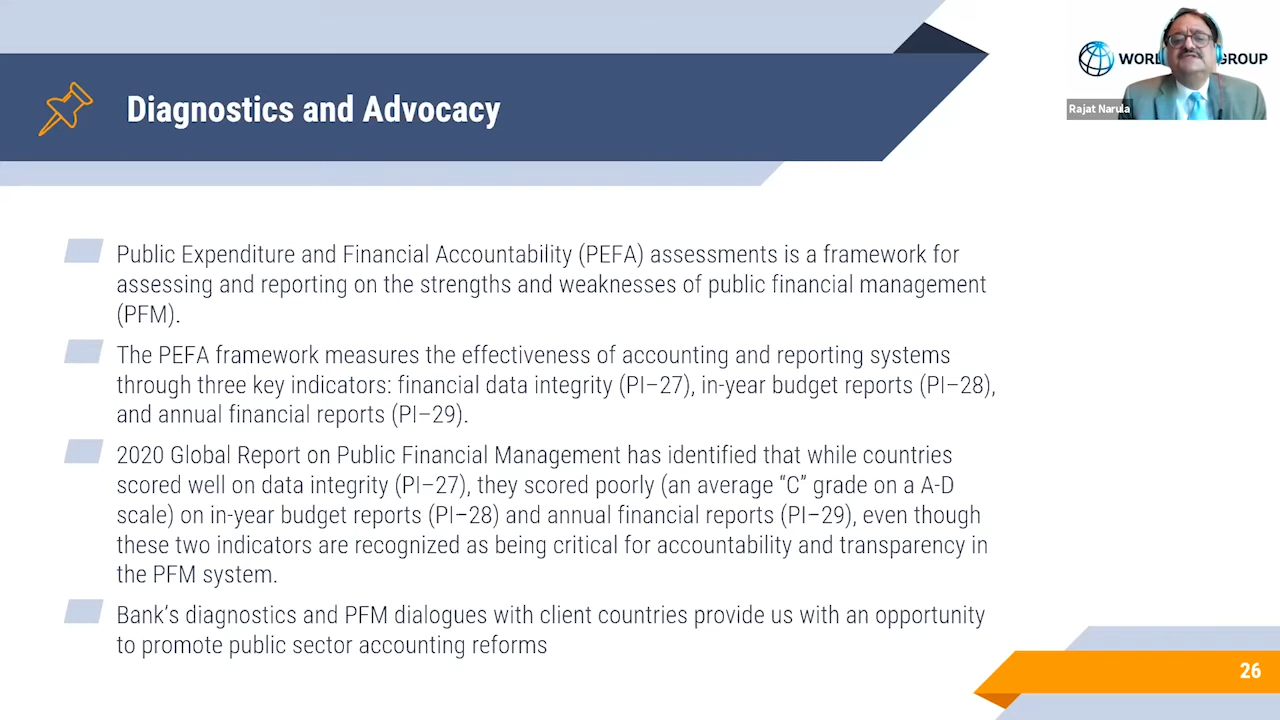 Diagnostics and Advocacy
WORL GROUP
Rajat Narula
Public Expenditure and Financial Accountability (PEFA) assessments is a framework for
assessing and reporting on the strengths and weaknesses of public financial management
(PFM).
The PEFA framework measures the effectiveness of accounting and reporting systems
through three key indicators: financial data integrity (PI–27), in-year budget reports (PI–28),
and annual financial reports (PI–29).
2020 Global Report on Public Financial Management has identified that while countries
scored well on data integrity (PI–27), they scored poorly (an average “C” grade on a A-D
scale) on in-year budget reports (PI–28) and annual financial reports (PI–29), even though
these two indicators are recognized as being critical for accountability and transparency in
the PFM system.
Bank’s diagnostics and PFM dialogues with client countries provide us with an opportunity
to promote public sector accounting reforms
26